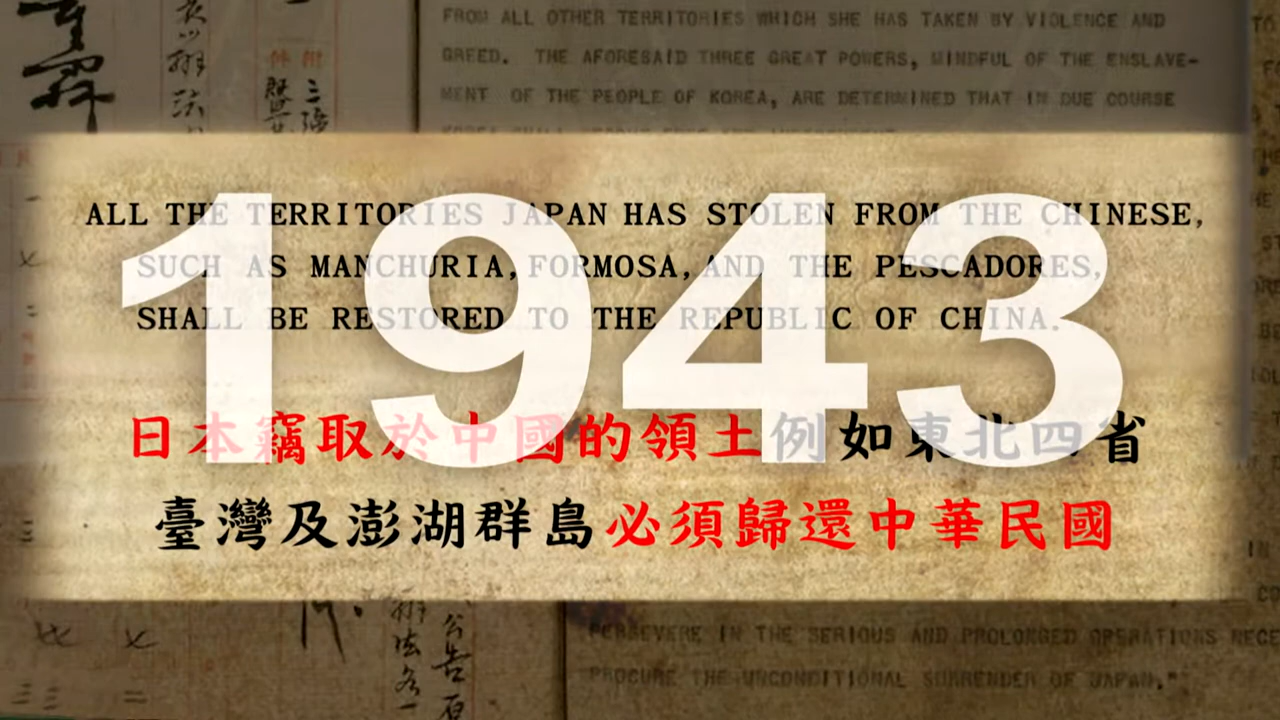 FROM ALL OTHER TERRITORIES WHICH SHE HAS TAKEN BY VIOLENCE AND
GREED. THE AFORESAID THREE GREAT POWERS, MINDFUL OF THE ENSLAVE-
MENT OF THE PEOPLE OF KOREA, ARE DETERMINED THAT IN DUE COURSE
1943
ALL THE TERRITORIES JAPAN HAS STOLEN FROM THE CHINESE,
SUCH AS MANCHURIA, FORMOSA, AND THE PESCADORES,
SHALL BE RESTORED TO THE REPUBLIC OF CHINA.
日本竊取於中國的領土例如東北四省
臺灣及澎湖群島必須歸還中華民國
PERSEVERE IN THE SERIOUS AND PROLONGED OPERATIONS NECE
PROCURE THE UNCONDITIONAL SURRENDER OF JAPAN."